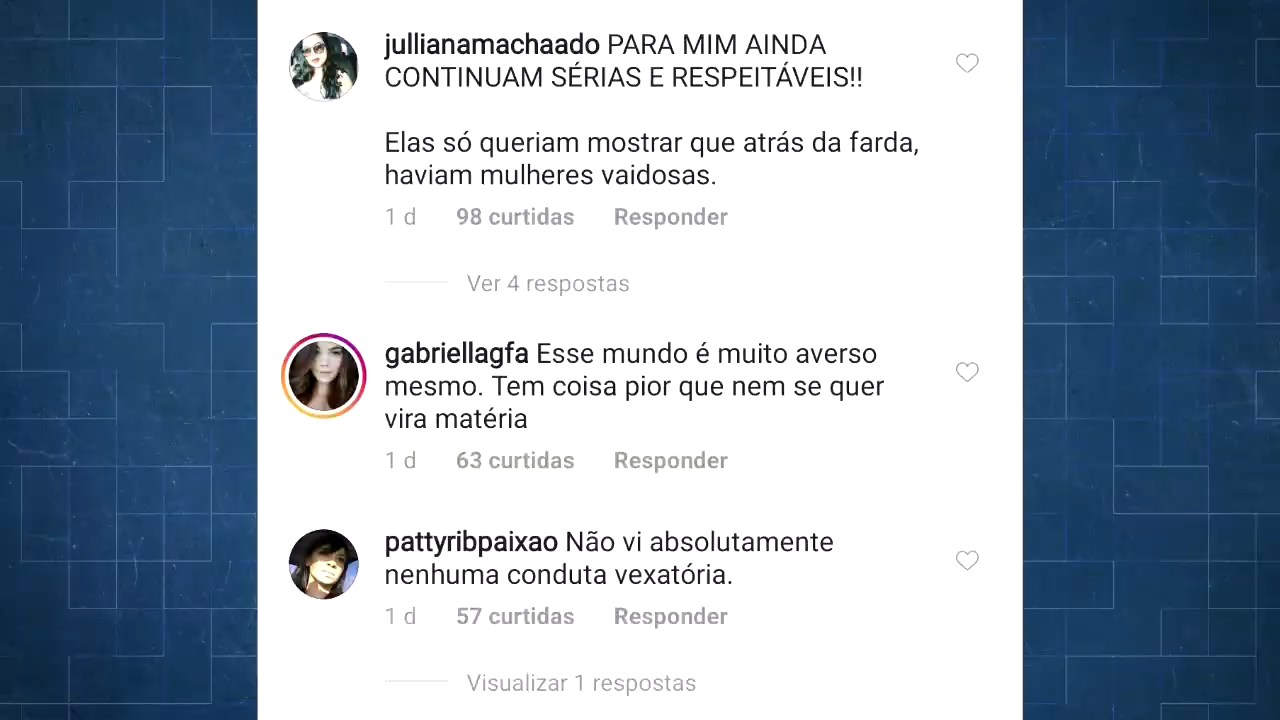 jullianamachaado PARA MIM AINDA
CONTINUAM SÉRIAS E RESPEITÁVEIS!!
Elas só queriam mostrar que atrás da farda,
haviam mulheres vaidosas.
1 d 98 curtidas Responder
Ver 4 respostas
gabriellagfa Esse mundo é muito averso
mesmo. Tem coisa pior que nem se quer
vira matéria
1 d 63 curtidas Responder
pattyribpaixao Não vi absolutamente
nenhuma conduta vexatória.
1 d 57 curtidas Responder
Visualizar 1 respostas